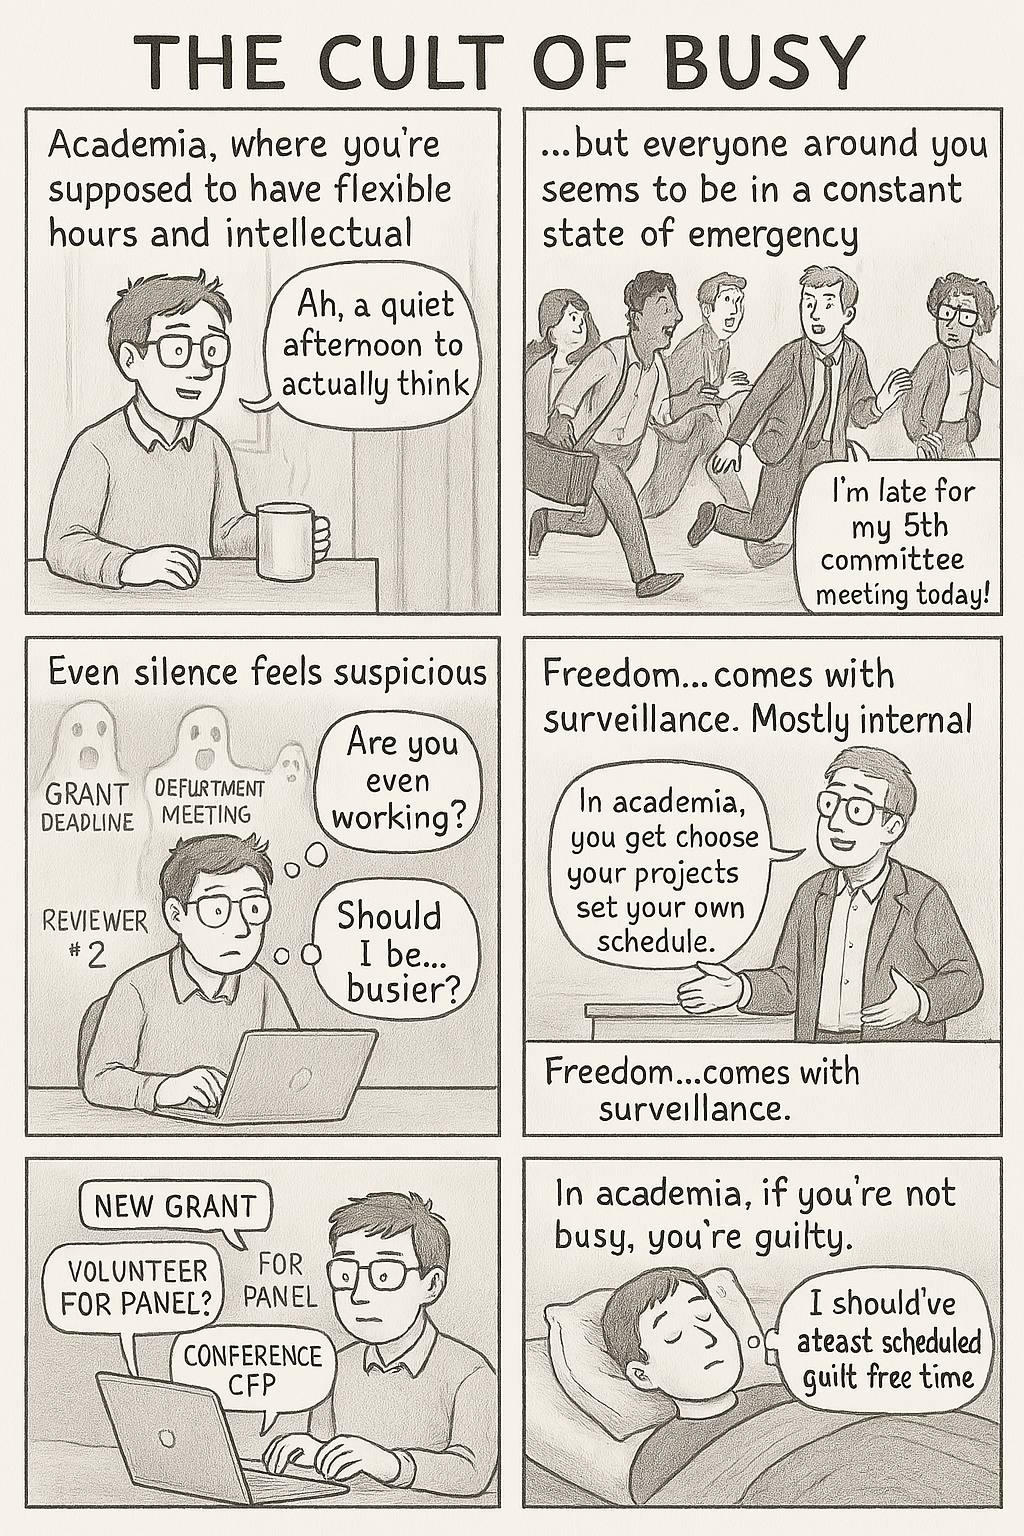 THE CULT OF BUSY
Academia, where you're
supposed to have flexible
hours and intellectual
Ah, a quiet
afternoon to
actually think
...but everyone around you
seems to be in a constant
state of emergency
I'm late for
my 5th
committee
meeting today!
Even silence feels suspicious
GRANT
DEADLINE
DEFURTMENT
MEETING
REVIEWER
#2
Are you
even
working?
Should
I be...
busier?
Freedom...comes with
surveillance. Mostly internal
In academia,
you get choose
your projects
set your own
schedule.
Freedom...comes with
surveillance.
NEW GRANT
VOLUNTEER
FOR PANEL?
FOR
PANEL
CONFERENCE
CFP
In academia, if you're not
busy, you're guilty.
I should've
ateast scheduled
guilt free time